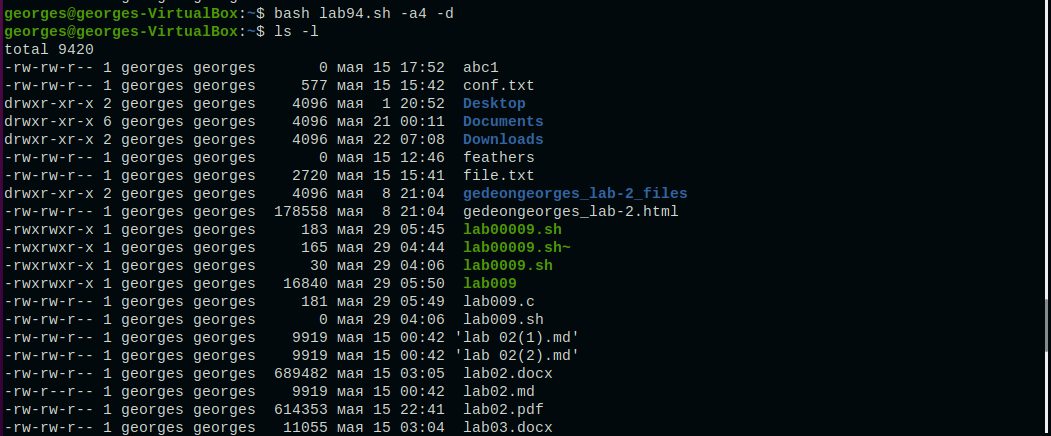 georges@georges-VirtualBox:~$ bash lab94.sh -a4 -d
georges@georges-VirtualBox:~$ ls -l
total 9420
-rw-rw-r-- 1 georges georges       0 мая 15 17:52  abc1
-rw-rw-r-- 1 georges georges     577 мая 15 15:42  conf.txt
drwxr-xr-x 2 georges georges    4096 мая  1 20:52  Desktop
drwxr-xr-x 6 georges georges    4096 мая 21 00:11  Documents
drwxr-xr-x 2 georges georges    4096 мая 22 07:08  Downloads
-rw-rw-r-- 1 georges georges       0 мая 15 12:46  feathers
-rw-rw-r-- 1 georges georges    2720 мая 15 15:41  file.txt
drwxr-xr-x 2 georges georges    4096 мая  8 21:04  gedeongeorges_lab-2_files
-rw-rw-r-- 1 georges georges  178558 мая  8 21:04  gedeongeorges_lab-2.html
-rwxrwxr-x 1 georges georges     183 мая 29 05:45  lab00009.sh
-rwxrwxr-x 1 georges georges     165 мая 29 04:44  lab00009.sh~
-rwxrwxr-x 1 georges georges      30 мая 29 04:06  lab0009.sh
-rwxrwxr-x 1 georges georges   16840 мая 29 05:50  lab009
-rw-rw-r-- 1 georges georges     181 мая 29 05:49  lab009.c
-rw-rw-r-- 1 georges georges       0 мая 29 04:06  lab009.sh
-rw-rw-r-- 1 georges georges    9919 мая 15 00:42 'lab 02(1).md'
-rw-rw-r-- 1 georges georges    9919 мая 15 00:42 'lab 02(2).md'
-rw-rw-r-- 1 georges georges  689482 мая 15 03:05  lab02.docx
-rw-r--r-- 1 georges georges    9919 мая 15 00:42  lab02.md
-rw-rw-r-- 1 georges georges  614353 мая 15 22:41  lab02.pdf
-rw-rw-r-- 1 georges georges   11055 мая 15 03:04  lab03.docx